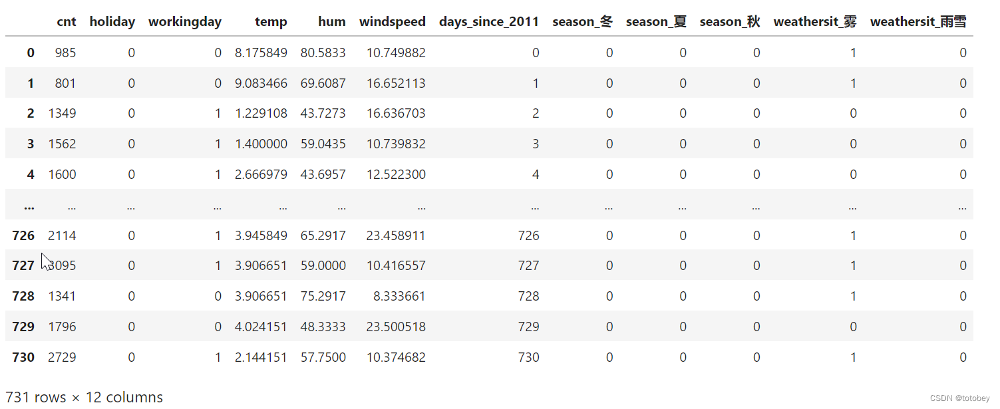 cnt holiday workingday temp hum windspeed days_since_2011 season_冬 season_夏 season_秋 weathersit_雾 weathersit_雨雪
0 985 0 0 8.175849 80.5833 10.749882 0 0 0 0 1 0
1 801 0 0 9.083466 69.6087 16.652113 1 0 0 0 1 0
2 1349 0 1 1.229108 43.7273 16.636703 2 0 0 0 0 0
3 1562 0 1 1.400000 59.0435 10.739832 3 0 0 0 0 0
4 1600 0 1 2.666979 43.6957 12.522300 4 0 0 0 0 0
... ... ... ... ... ... ... ... ... ... ... ... ...
726 2114 0 1 3.945849 65.2917 23.458911 726 0 0 0 1 0
727 3095 0 1 3.906651 59.0000 10.416557 727 0 0 0 1 0
728 1341 0 0 3.906651 75.2917 8.333661 728 0 0 0 1 0
729 1796 0 0 4.024151 48.3333 23.500518 729 0 0 0 0 0
730 2729 0 1 2.144151 57.7500 10.374682 730 0 0 0 1 0
731 rows × 12 columns
CSDN @totobey